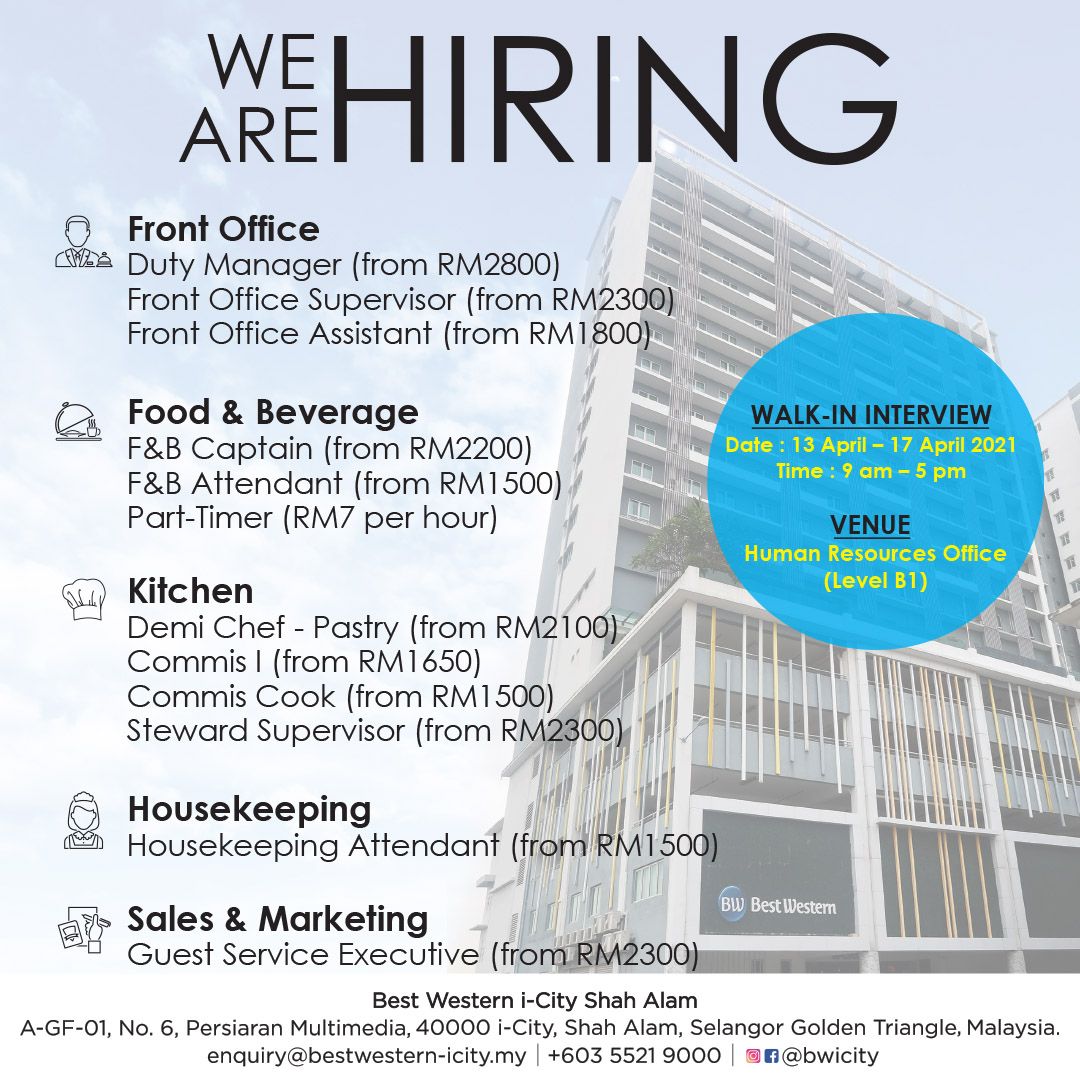 WE
ARE
HIRING
Front Office
Duty Manager (from RM2800)
Front Office Supervisor (from RM2300)
Front Office Assistant (from RM1800)
Food & Beverage
F&B Captain (from RM2200)
F&B Attendant (from RM1500)
Part-Timer (RM7 per hour)
Kitchen
Demi Chef - Pastry (from RM2100)
Commis I (from RM1650)
Commis Cook (from RM1500)
Steward Supervisor (from RM2300)
Housekeeping
Housekeeping Attendant (from RM1500)
Sales & Marketing
Guest Service Executive (from RM2300)
WALK-IN INTERVIEW
Date : 13 April – 17 April 2021
Time : 9 am – 5 pm
VENUE
Human Resources Office
(Level B1)
BW Best Western
Best Western i-City Shah Alam
A-GF-01, No. 6, Persiaran Multimedia, 40000 i-City, Shah Alam, Selangor Golden Triangle, Malaysia.
enquiry@bestwestern-icity.my | +603 5521 9000 | @bwicity